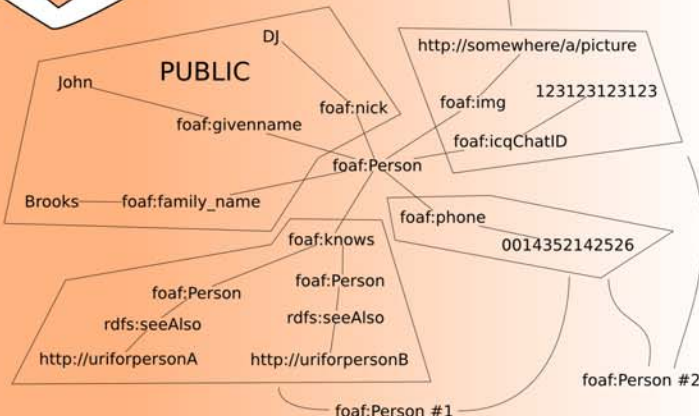 DJ
http://somewhere/a/picture
John
PUBLIC
123123123123
foaf:nick
foaf:img
foaf:givenname
foaf:icqChatID
foaf:Person
Brooks
foaf:family_name
foaf:phone
foaf:knows
0014352142526
foaf:Person
foaf:Person
rdfs:seeAlso
rdfs:seeAlso
http://uriforpersonA
http://uriforpersonB
foaf:Person #2
foaf:Person #1